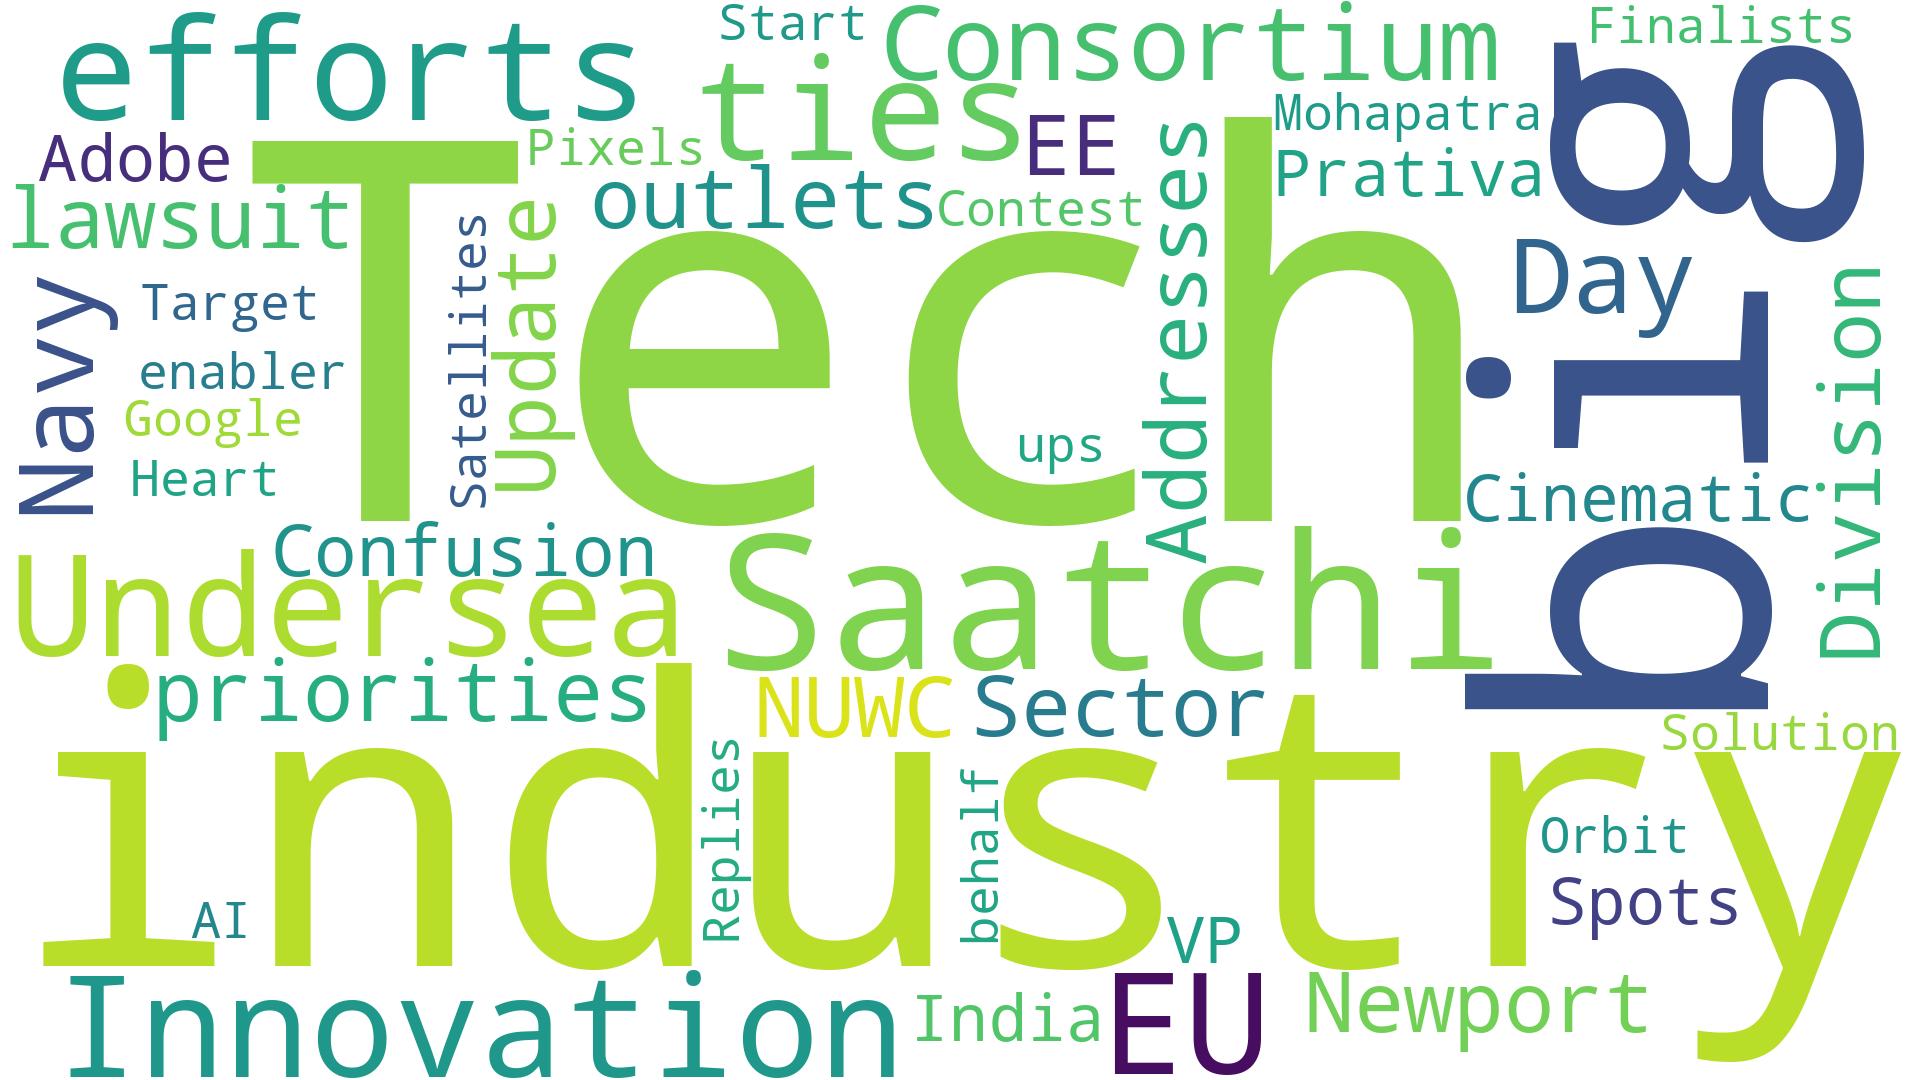 efforts
Start
Consortium
Finalists
ties
Mohapatra
Adobe
Pixels
EE
big
Prativa
lawsuit
outlets
Contest
Addresses
Tech
Day
Navy
Target
Satellites
Update
Division
enabler
Google
ups
Heart
Cinematic
Confusion
Undersea
Saatchi
priorities
NUWC
Sector
Solution
industry
Replies
behalf
Orbit
AI
Spots
VP
Innovation
India
EU
Newport